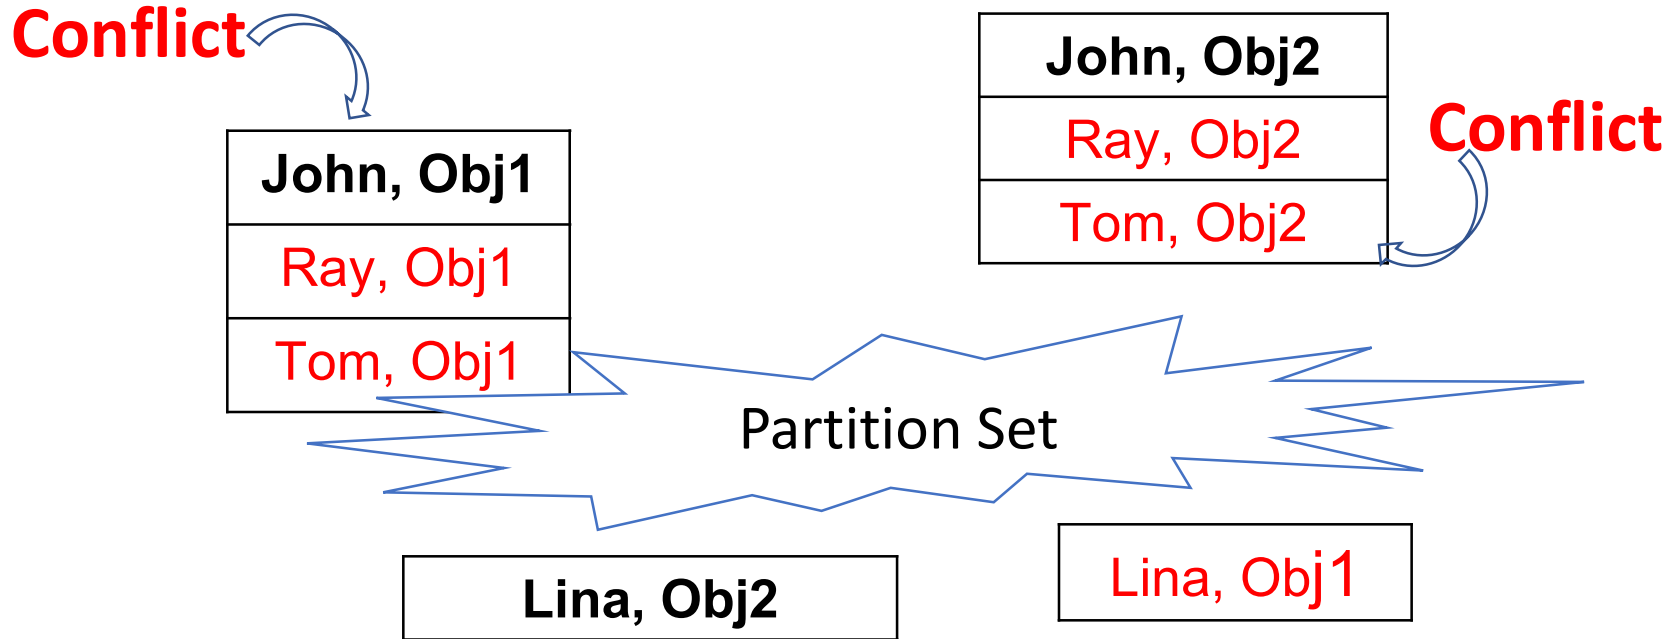 Conflict
John, Obj1
Ray, Obj1
Tom, Obj1
John, Obj2
Ray, Obj2
Tom, Obj2
Conflict
Partition Set
Lina, Obj2
Lina, Obj1